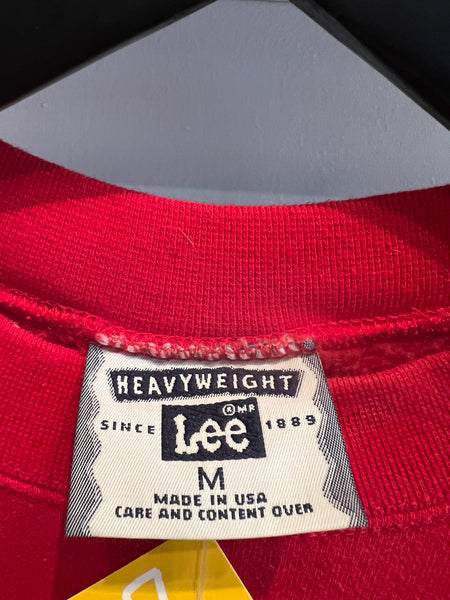 HEAVYWEIGHT
SINCE Lee ® MR 1889
M
MADE IN USA
CARE AND CONTENT OVER